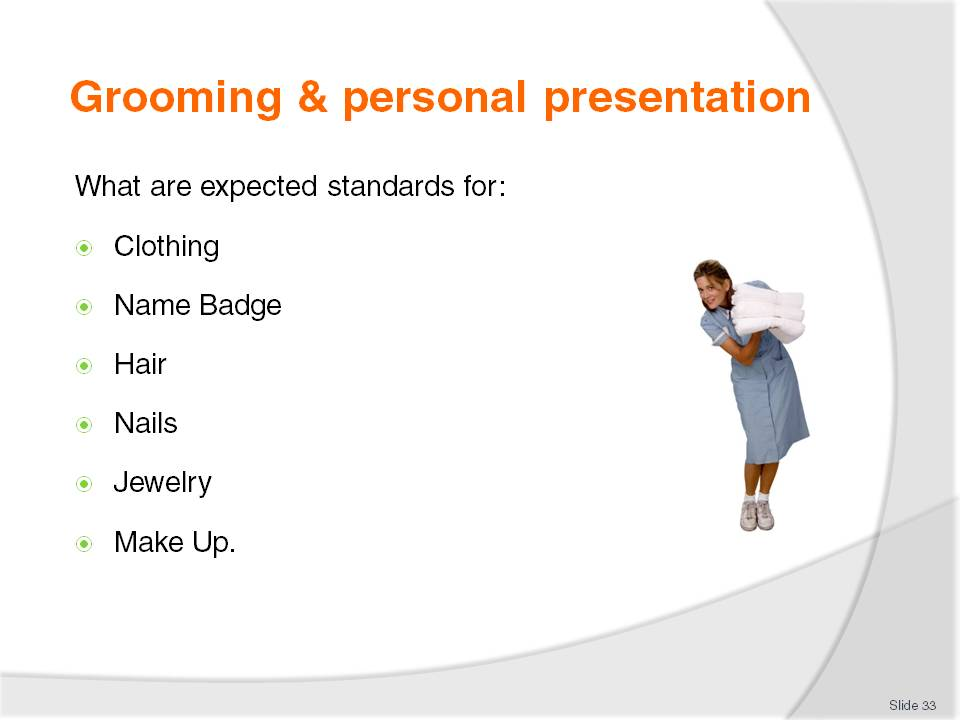 Grooming & personal presentation
What are expected standards for:
Clothing
Name Badge
Hair
Nails
Jewelry
Make Up.
Slide 33